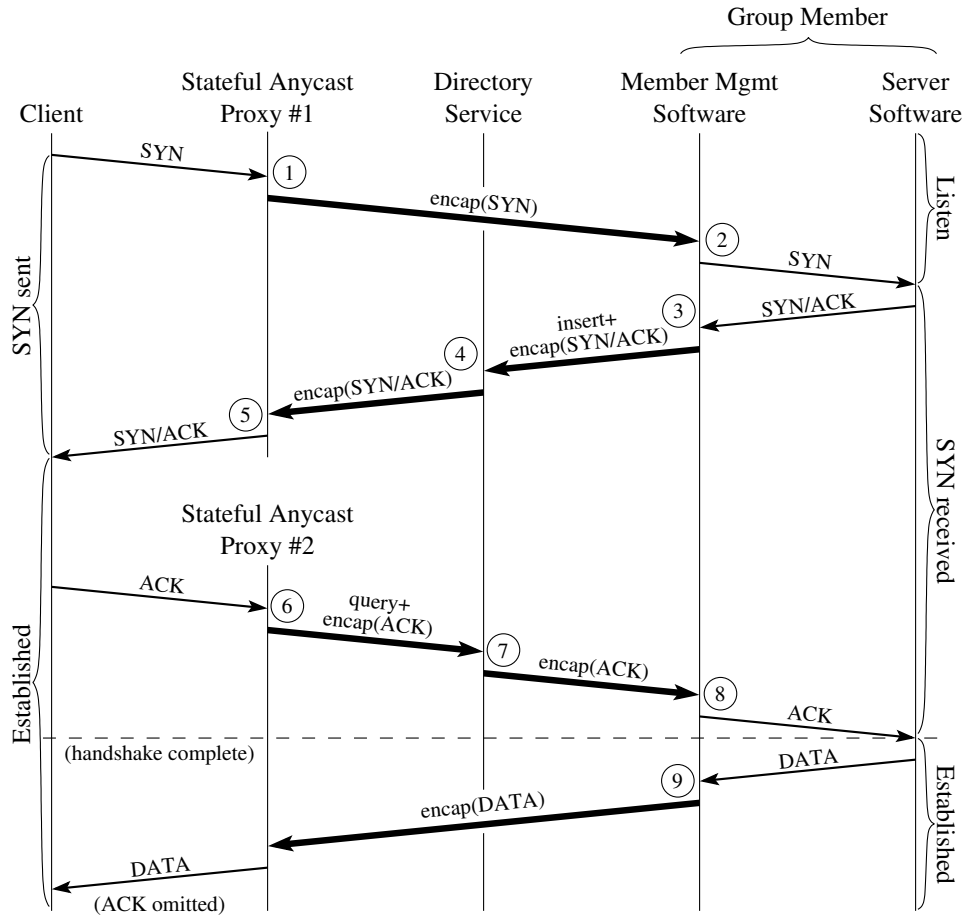 Group Member
Client
Stateful Anycast
Proxy #1
Directory
Service
Member Mgmt
Software
Server
Software
SYN
1
encap(SYN)
2
SYN
Listen
SYN sent
SYN/ACK
3
insert+
encap(SYN/ACK)
4
encap(SYN/ACK)
5
SYN/ACK
SYN received
Stateful Anycast
Proxy #2
ACK
6
query+
encap(ACK)
7
encap(ACK)
8
ACK
Established
(handshake complete)
DATA
9
encap(DATA)
Established
DATA
(ACK omitted)